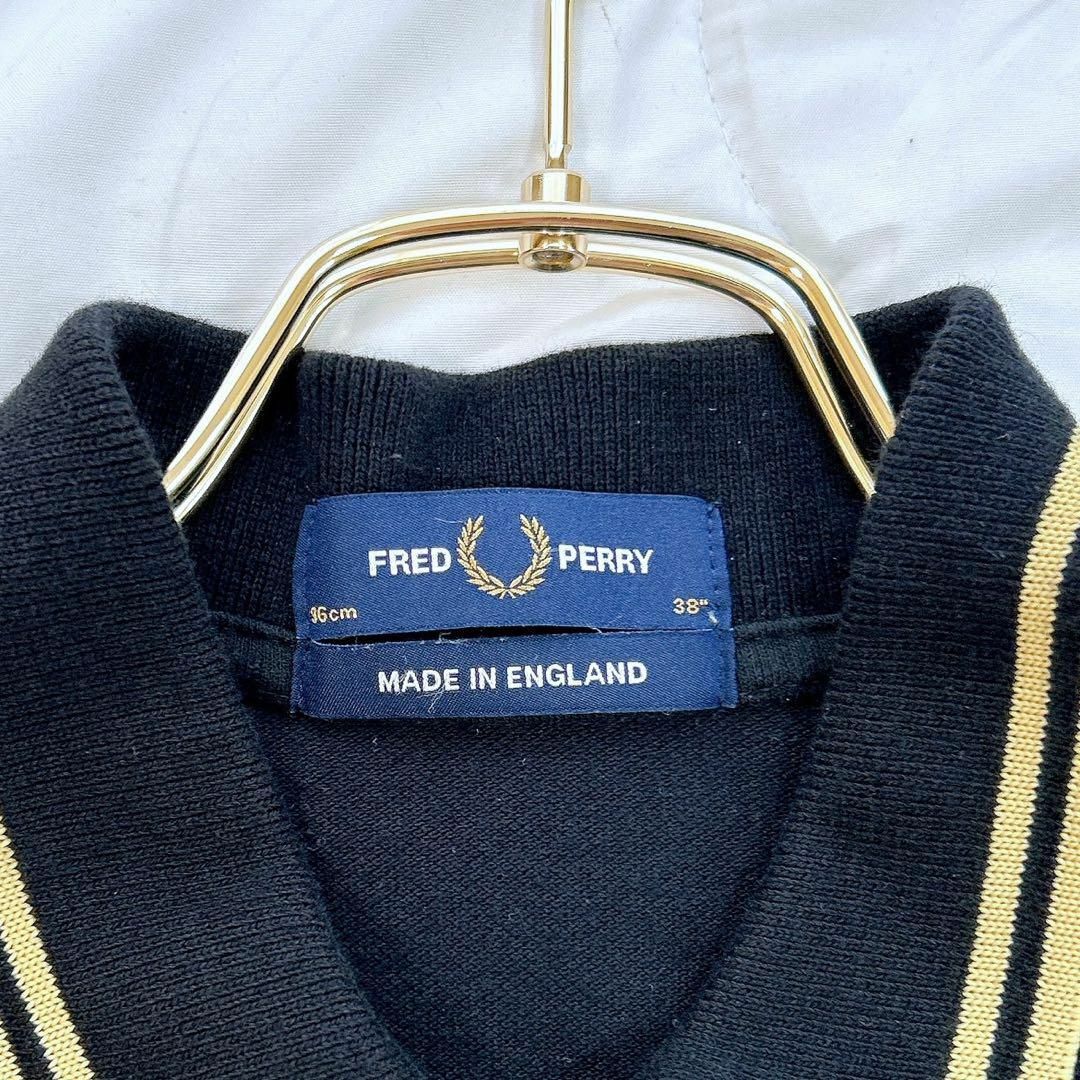 FRED PERRY
96cm 38"
MADE IN ENGLAND